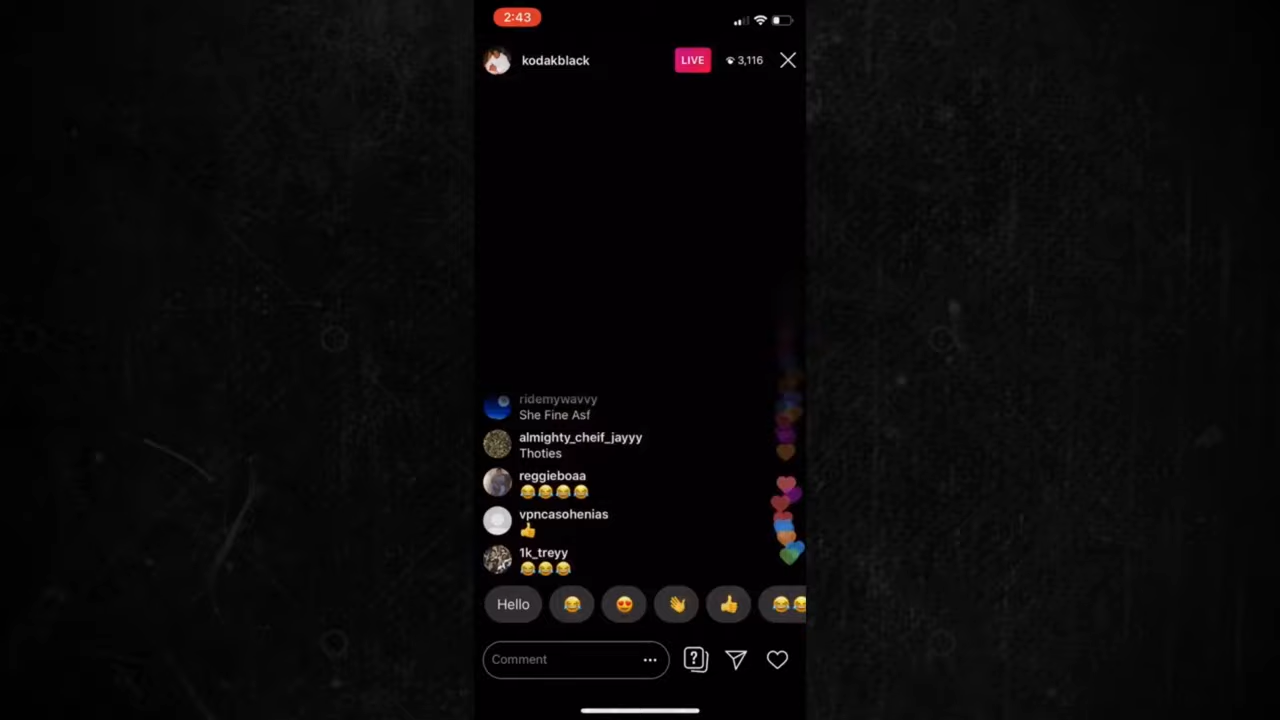 2:43
kodakblack LIVE 3,116
ridemywavvy
She Fine Asf
almighty_cheif_jayyy
Thoties
reggieboaa
😂😂😂😂
vpncasohenias
👍
1k_treyy
😂😂😂
Hello 😂 😍 👋 👍 😂😂
Comment